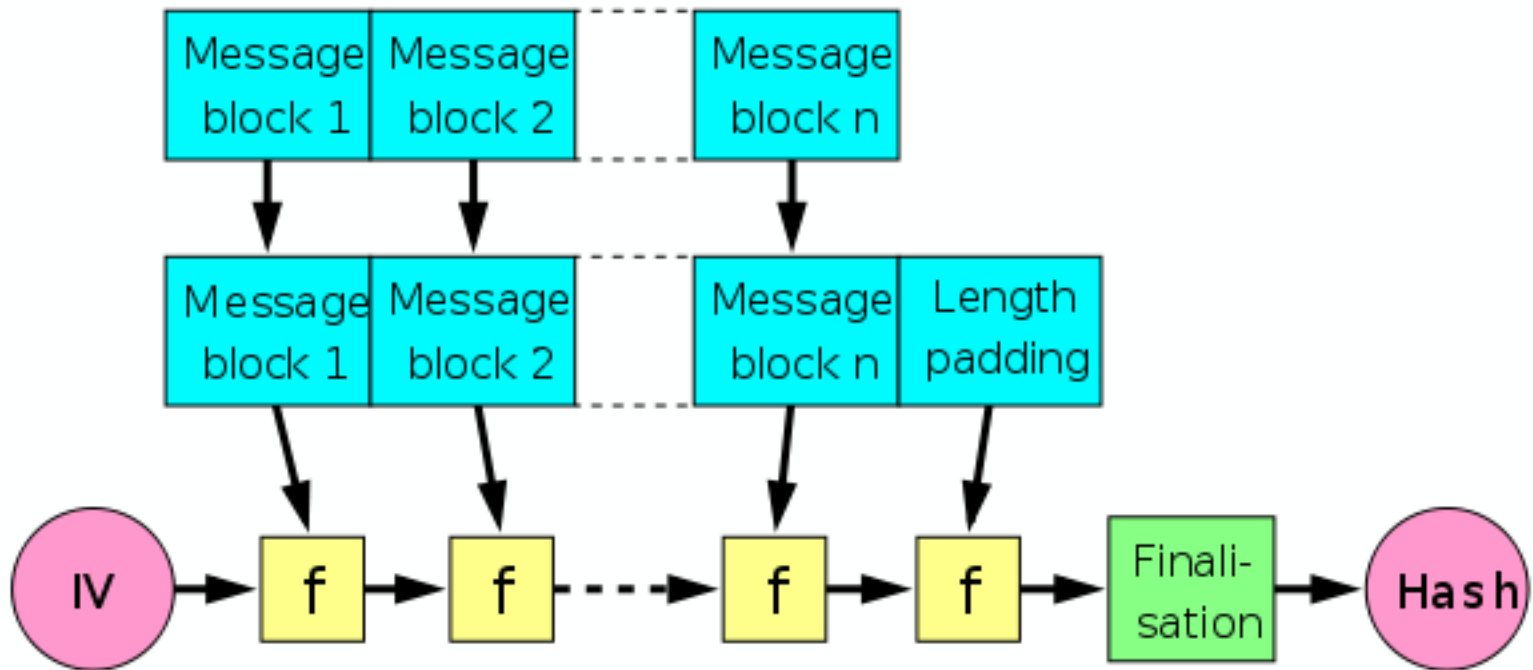 Message
block 1
Message
block 2
Message
block n
Message
block 1
Message
block 2
Message
block n
Length
padding
IV
f
f
f
f
Finali-
sation
Hash